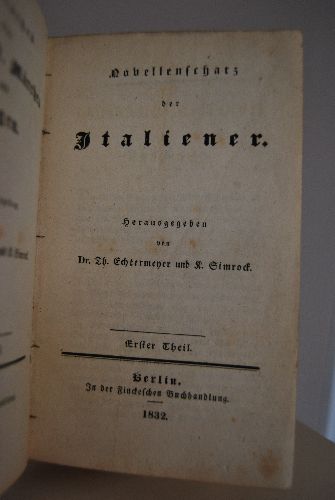 Novellenschatz
der
Italiener.
Herausgegeben
von
Dr. Th. Echtermeyer und K. Simrock.
Erster Theil.
Berlin.
In der Finckeschen Buchhandlung.
1832.